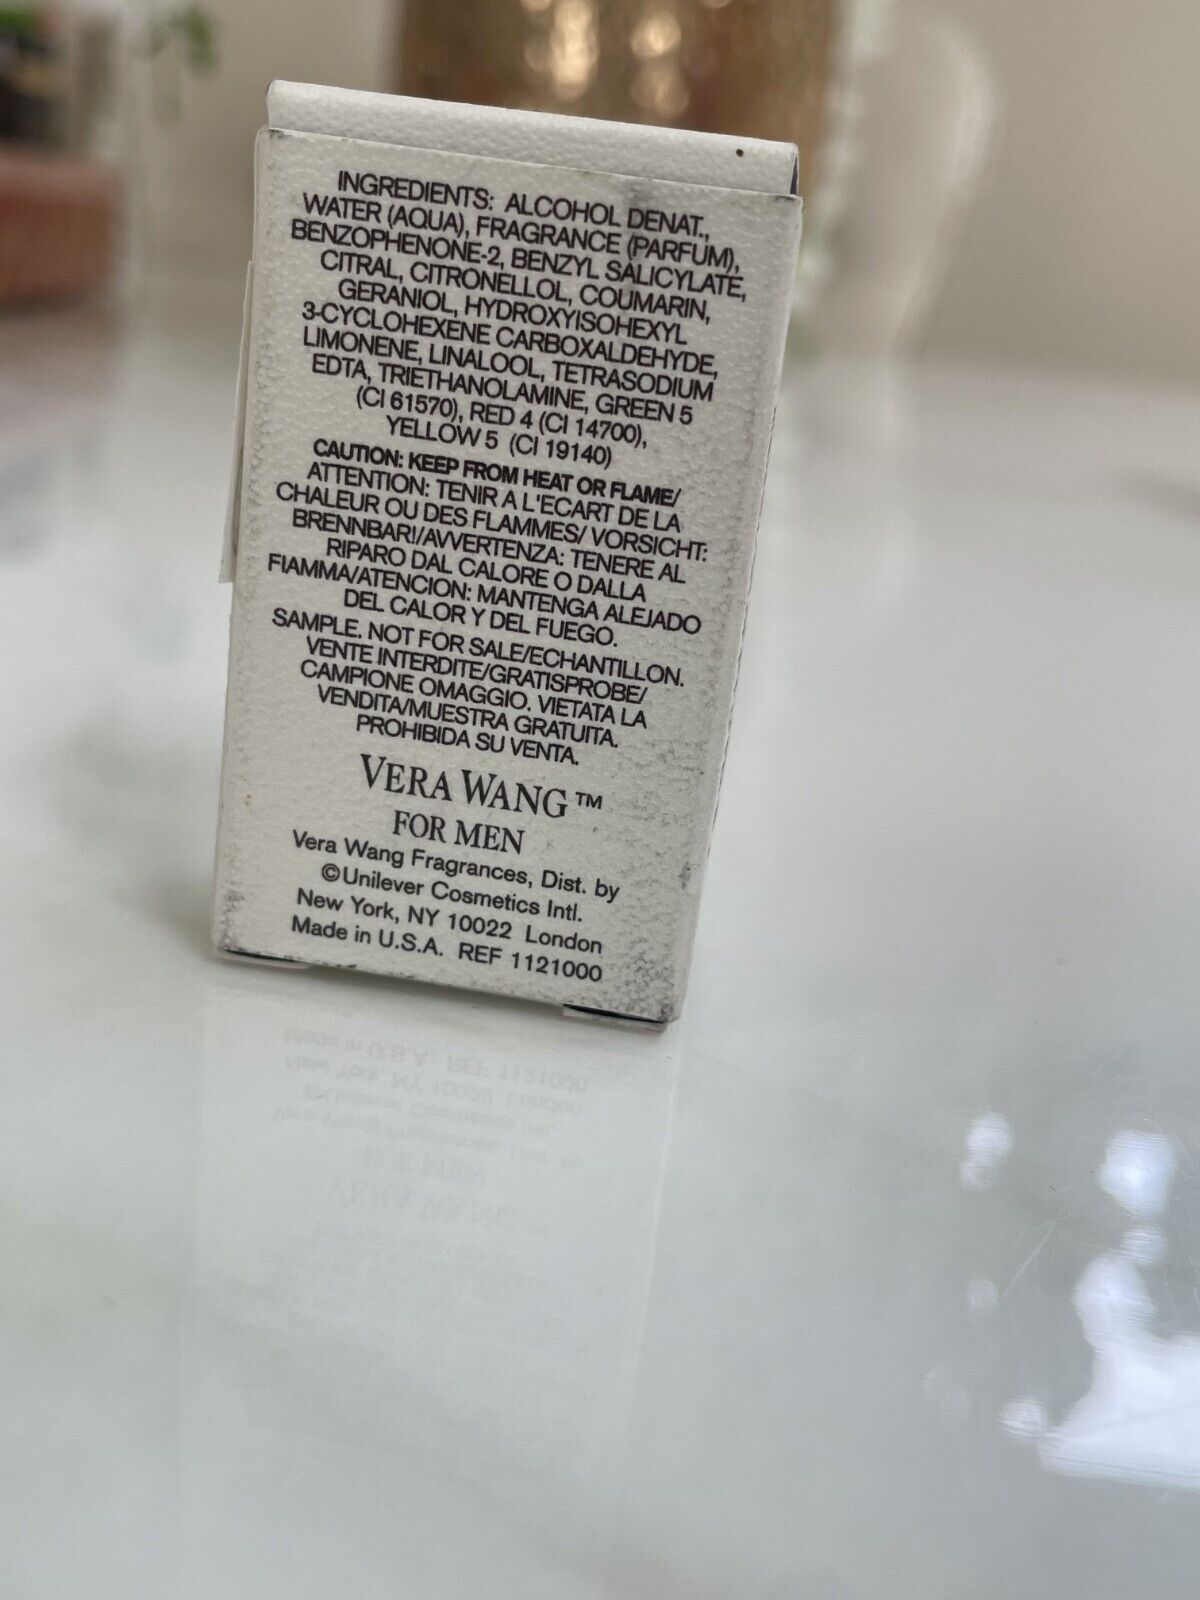 INGREDIENTS: ALCOHOL DENAT.,
WATER (AQUA), FRAGRANCE (PARFUM),
BENZOPHENONE-2, BENZYL SALICYLATE,
CITRAL, CITRONELLOL, COUMARIN,
GERANIOL, HYDROXYISOHEXYL
3-CYCLOHEXENE CARBOXALDEHYDE,
LIMONENE, LINALOOL, TETRASODIUM
EDTA, TRIETHANOLAMINE, GREEN 5
(CI 61570), RED 4 (CI 14700),
YELLOW 5 (CI 19140)
CAUTION: KEEP FROM HEAT OR FLAME/
ATTENTION: TENIR A L'ECART DE LA
CHALEUR OU DES FLAMMES/ VORSICHT:
BRENNBAR!/AVVERTENZA: TENERE AL
RIPARO DAL CALORE O DALLA
FIAMMA/ATENCION: MANTENGA ALEJADO
DEL CALOR Y DEL FUEGO.
SAMPLE. NOT FOR SALE/ECHANTILLON.
VENTE INTERDITE/GRATISPROBE/
CAMPIONE OMAGGIO. VIETATA LA
VENDITA/MUESTRA GRATUITA.
PROHIBIDA SU VENTA.
VERA WANG™
FOR MEN
Vera Wang Fragrances, Dist. by
©Unilever Cosmetics Intl.
New York, NY 10022 London
Made in U.S.A. REF 1121000